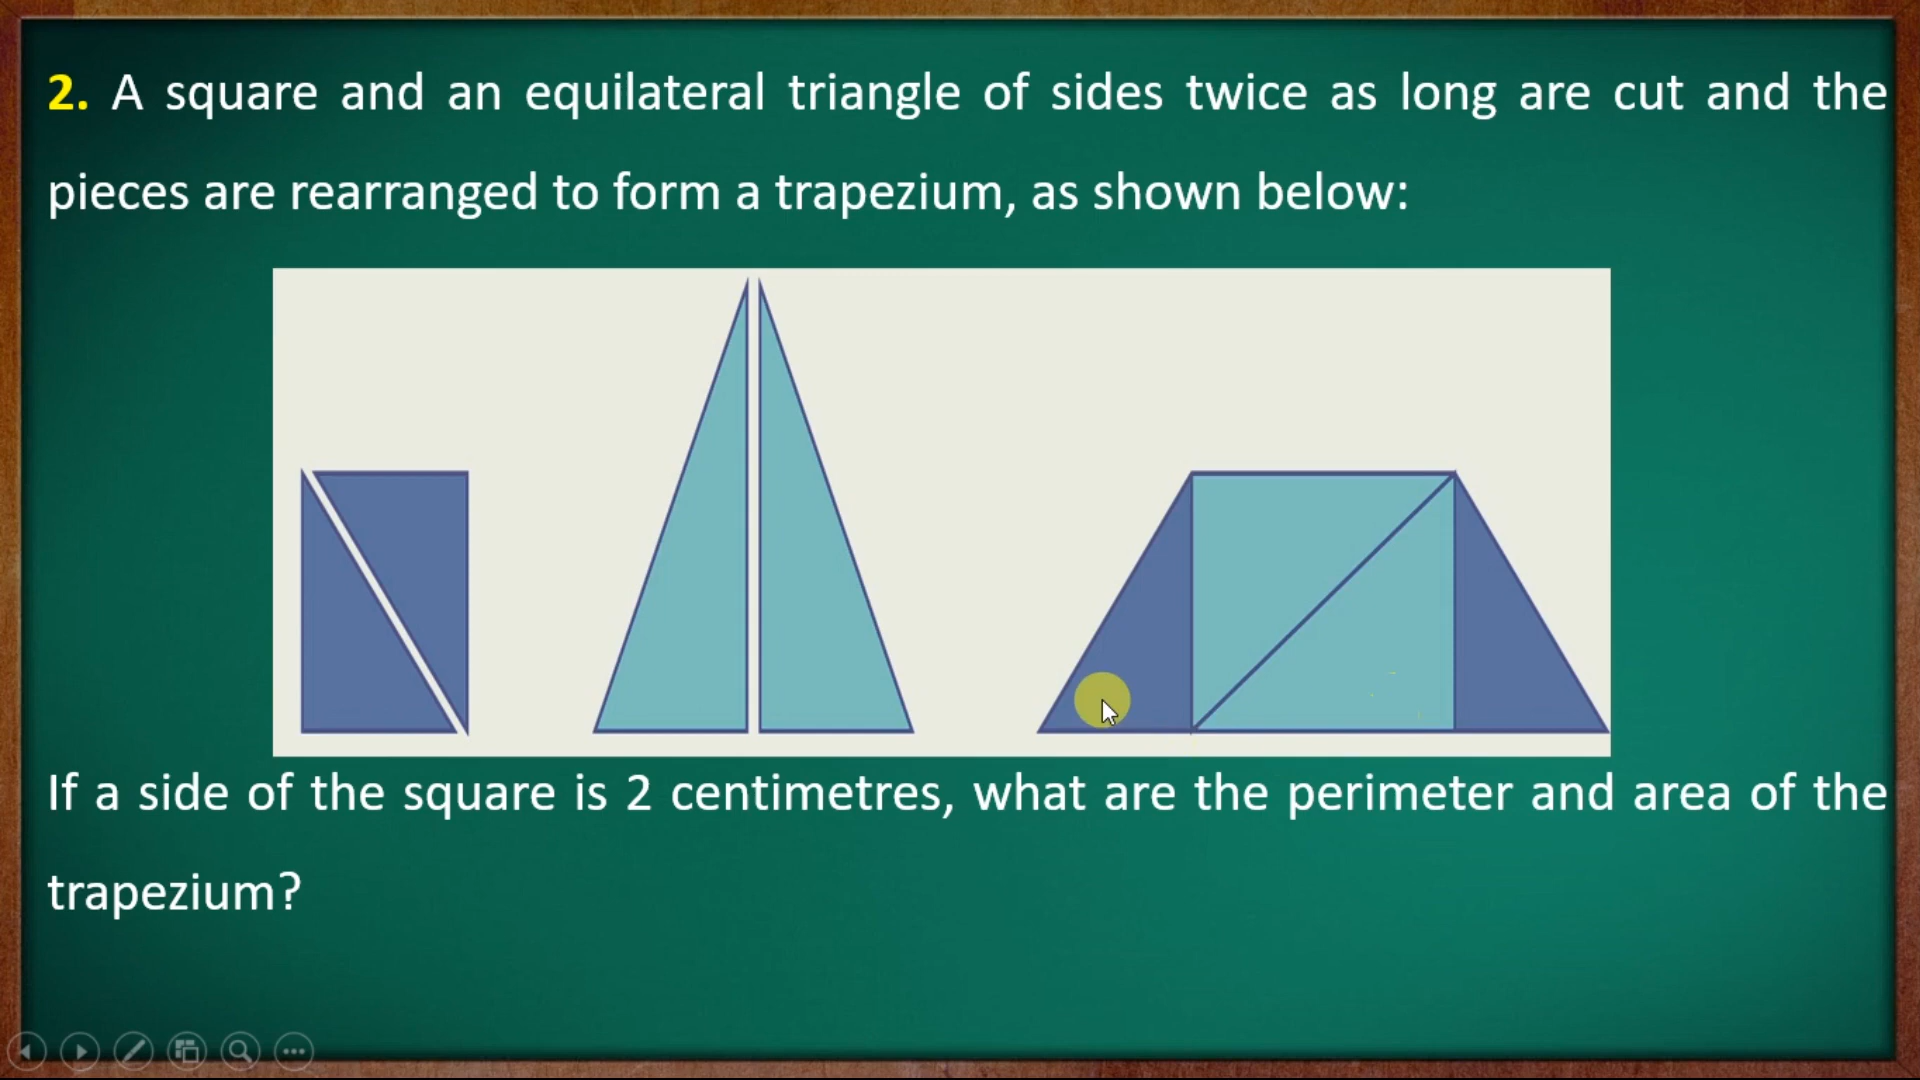 2. A square and an equilateral triangle of sides twice as long are cut and the
pieces are rearranged to form a trapezium, as shown below:
If a side of the square is 2 centimetres, what are the perimeter and area of the
trapezium?